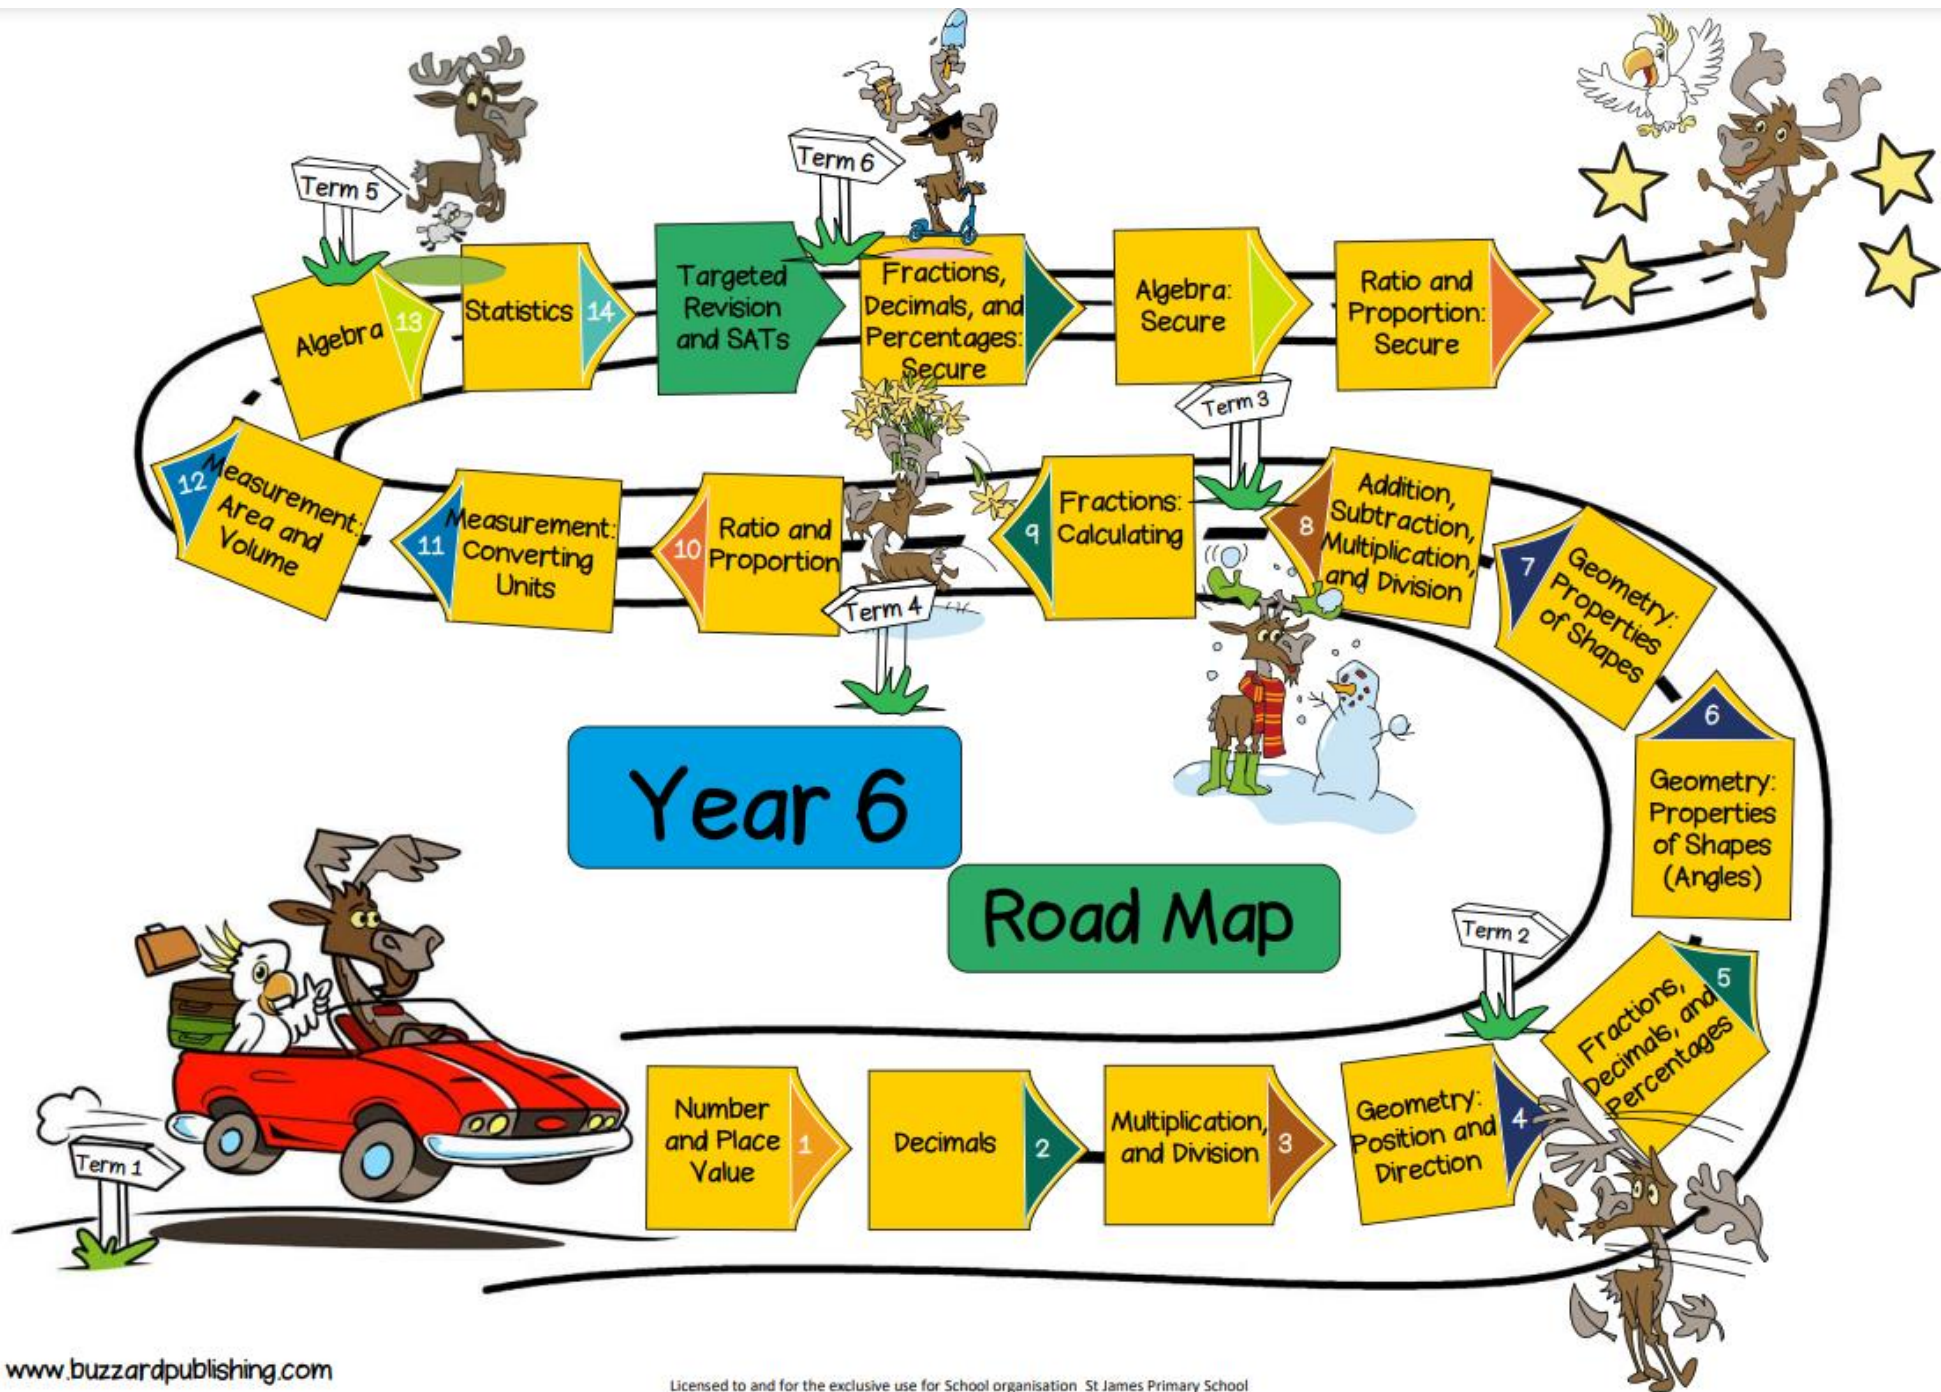 Term 1
Number
and Place
Value
1
Decimals
2
Multiplication,
and Division
3
Geometry:
Position and
Direction
4
Term 2
Fractions,
Decimals, and
Percentages
5
Geometry:
Properties
of Shapes
(Angles)
6
Geometry:
Properties
of Shapes
7
Addition,
Subtraction,
Multiplication,
and Division
8
Term 3
Fractions:
Calculating
9
Term 4
Ratio and
Proportion
10
Measurement:
Converting
Units
11
Measurement:
Area and
Volume
12
Term 5
Algebra
13
Statistics
14
Targeted
Revision
and SATs
Term 6
Fractions,
Decimals, and
Percentages:
Secure
Algebra:
Secure
Ratio and
Proportion:
Secure
Year 6
Road Map
www.buzzardpublishing.com
Licensed to and for the exclusive use for School organisation St James Primary School